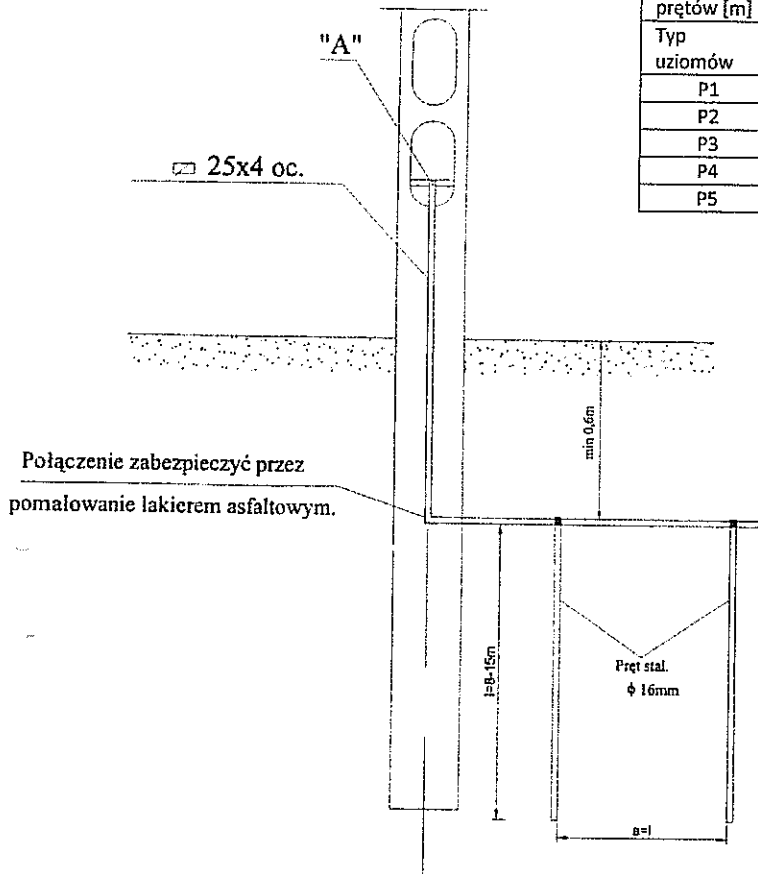 prętów [m]
Typ
uziomów
P1
P2
P3
P4
P5
"A"
25x4 oc.
min 0,6m
Połączenie zabezpieczyć przez
pomalowanie lakierem asfaltowym.
l=8-15m
Pręt stal.
ϕ 16mm
a=l